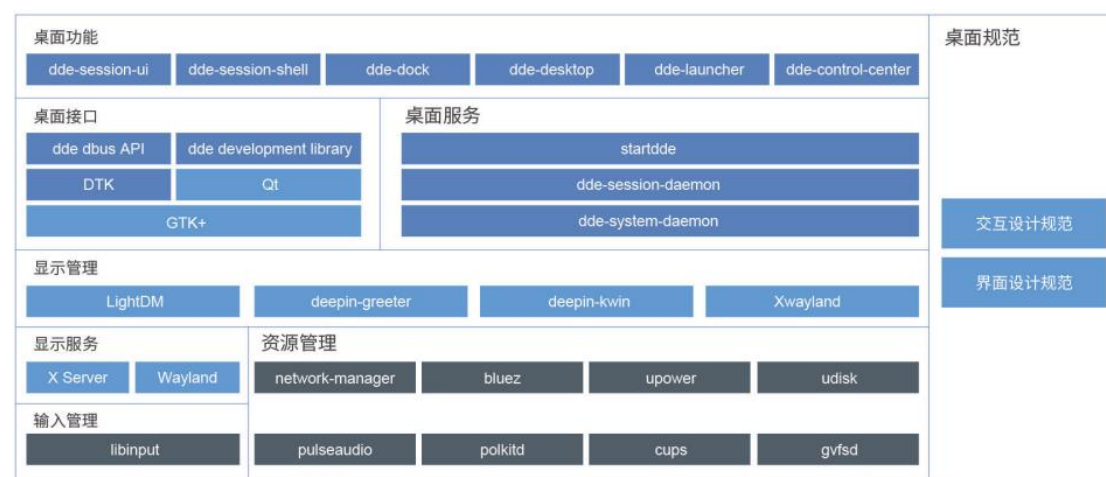 桌面功能
dde-session-ui dde-session-shell dde-dock dde-desktop dde-launcher dde-control-center
桌面接口
dde dbus API dde development library
DTK Qt
GTK+
桌面服务
startdde
dde-session-daemon
dde-system-daemon
显示管理
LightDM deepin-greeter deepin-kwin Xwayland
显示服务
X Server Wayland
输入管理
libinput
资源管理
network-manager bluez upower udisk
pulseaudio polkitd cups gvfsd
桌面规范
交互设计规范
界面设计规范